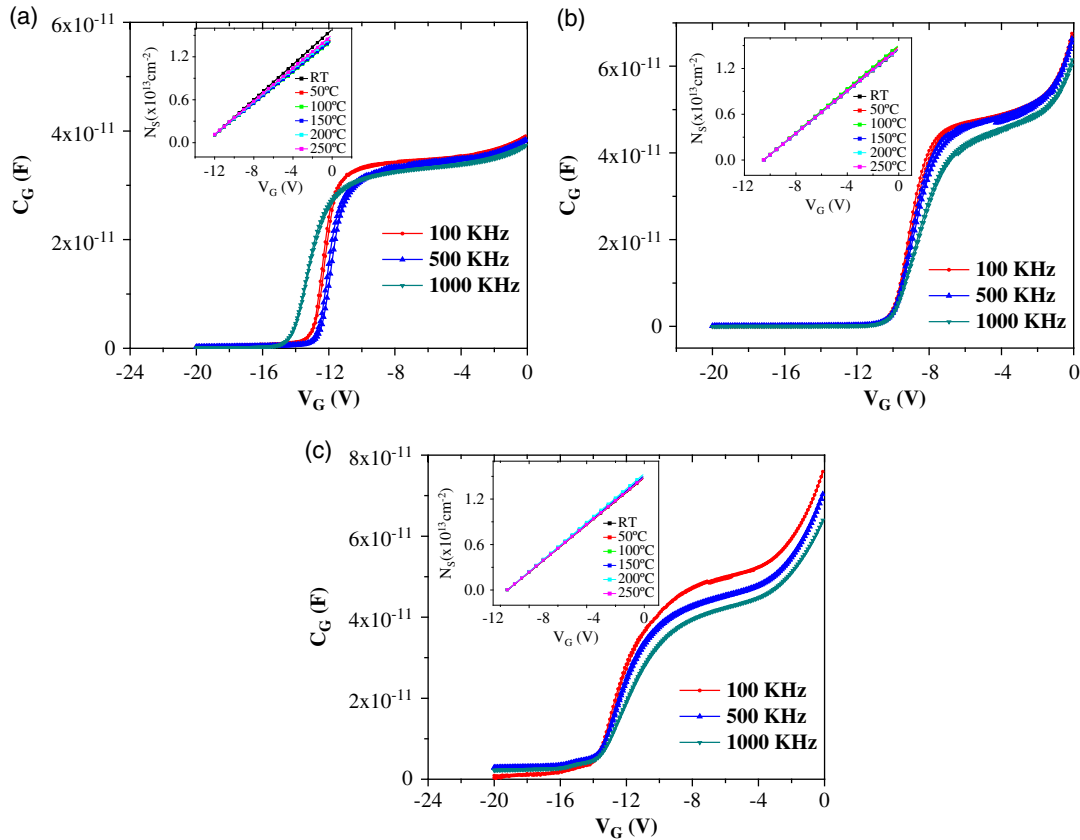 (a)
6x10⁻¹¹
4x10⁻¹¹
2x10⁻¹¹
0
C_G (F)
-24 -20 -16 -12 -8 -4 0
V_G (V)
100 KHz
500 KHz
1000 KHz
N_S(x10¹³cm⁻²)
1.2
0.6
0.0
-12 -8 -4 0
V_G (V)
RT
50ºC
100ºC
150ºC
200ºC
250ºC
(b)
6x10⁻¹¹
4x10⁻¹¹
2x10⁻¹¹
0
C_G (F)
-20 -16 -12 -8 -4 0
V_G (V)
100 KHz
500 KHz
1000 KHz
N_S(x10¹³cm⁻²)
1.2
0.6
0.0
-12 -8 -4 0
V_G (V)
RT
50ºC
100ºC
150ºC
200ºC
250ºC
(c)
8x10⁻¹¹
6x10⁻¹¹
4x10⁻¹¹
2x10⁻¹¹
0
C_G (F)
-24 -20 -16 -12 -8 -4 0
V_G (V)
100 KHz
500 KHz
1000 KHz
N_S(x10¹³cm⁻²)
1.2
0.6
0.0
-12 -8 -4 0
V_G (V)
RT
50ºC
100ºC
150ºC
200ºC
250ºC